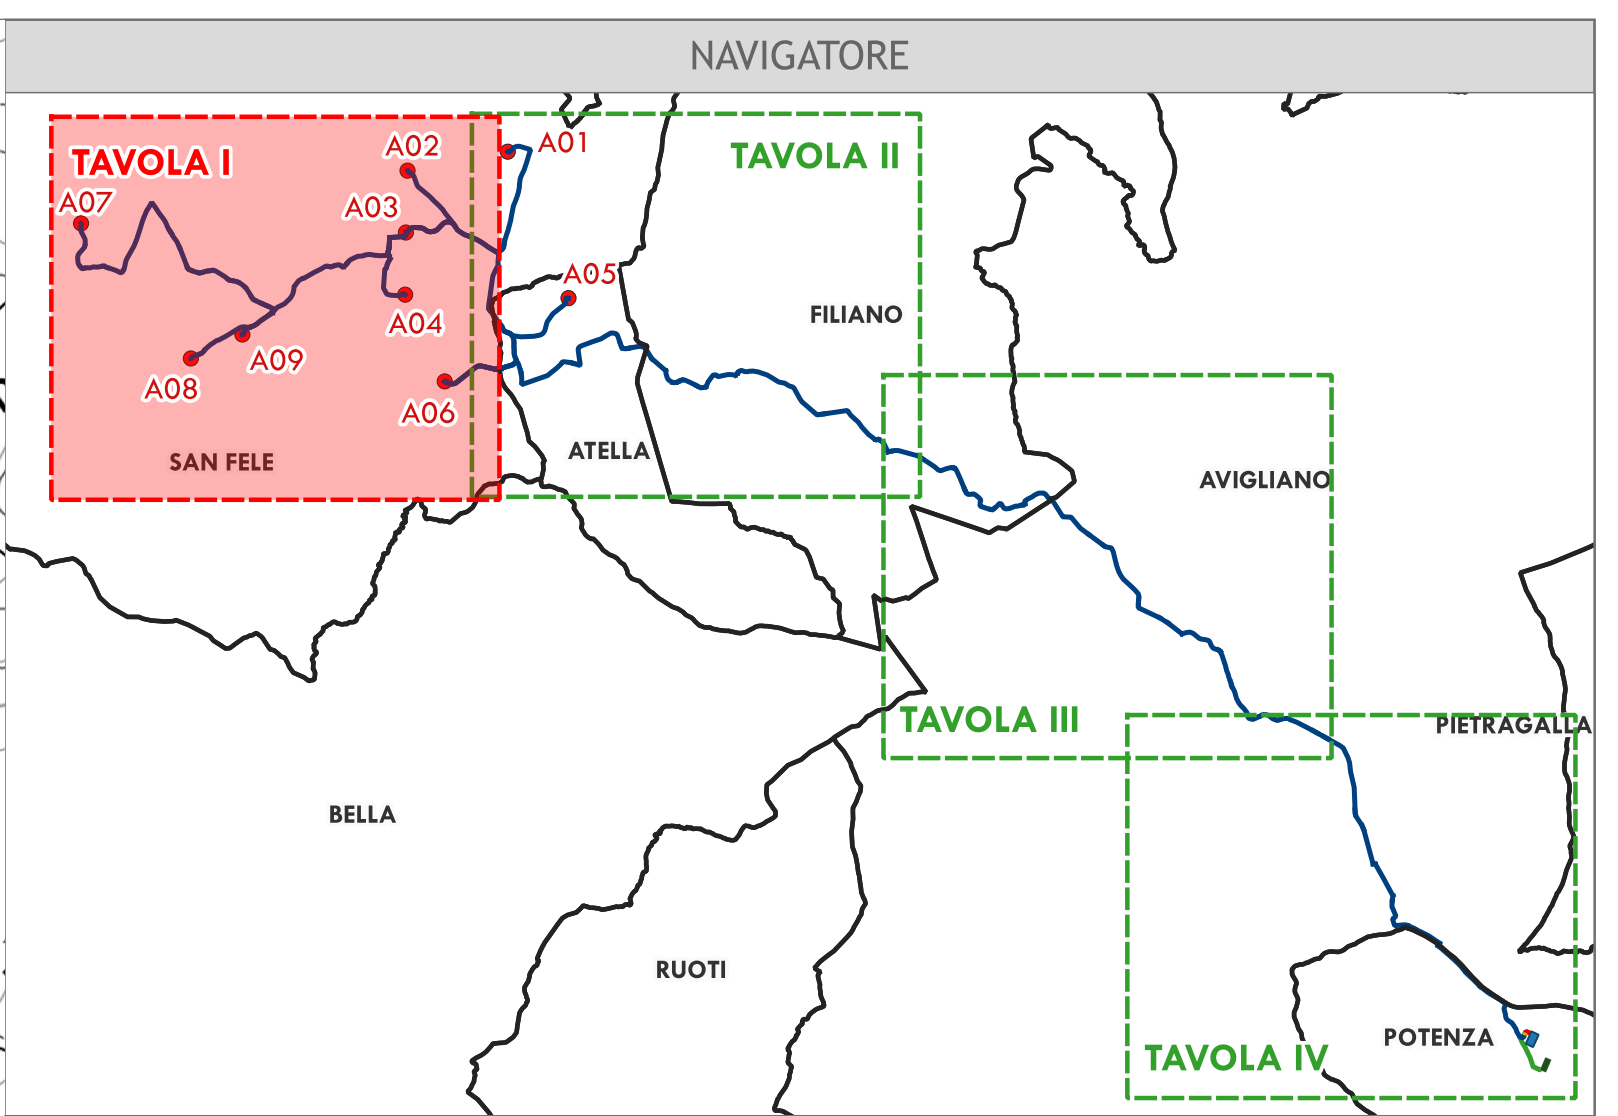 NAVIGATORE
TAVOLA I
A01
A02
TAVOLA II
A07
A03
A05
FILIANO
A04
A09
A08
A06
ATELLA
SAN FELE
AVIGLIANO
TAVOLA III
PIETRAGALLA
BELLA
RUOTI
POTENZA
TAVOLA IV